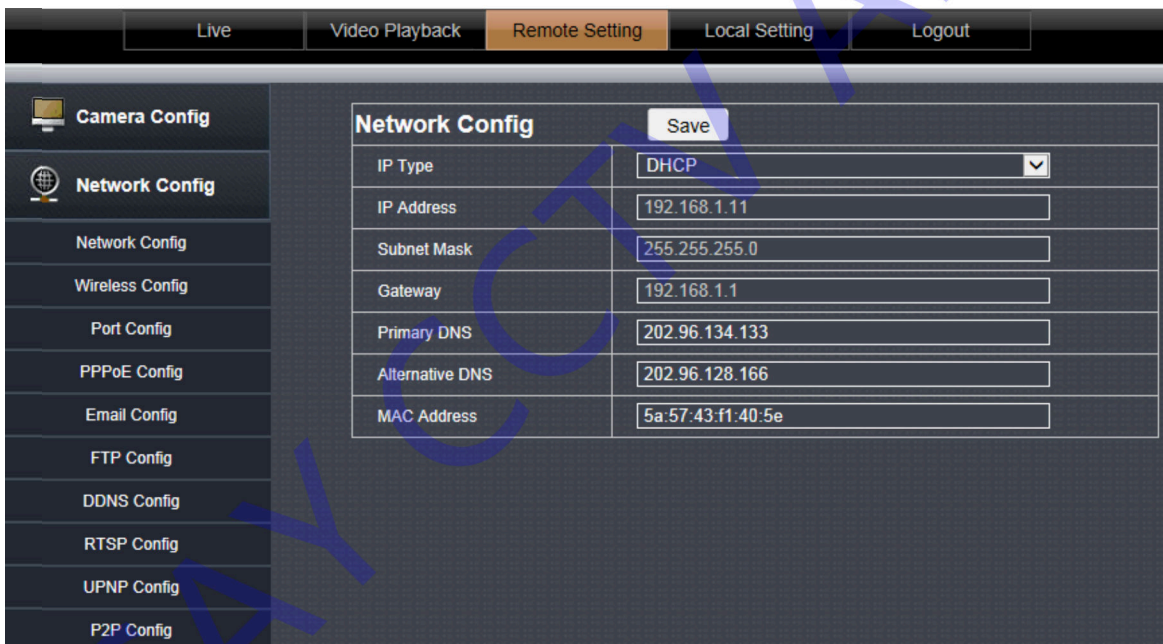 Live Video Playback Remote Setting Local Setting Logout
Camera Config
Network Config
Network Config
Wireless Config
Port Config
PPPoE Config
Email Config
FTP Config
DDNS Config
RTSP Config
UPNP Config
P2P Config
Network Config Save
IP Type DHCP
IP Address 192.168.1.11
Subnet Mask 255.255.255.0
Gateway 192.168.1.1
Primary DNS 202.96.134.133
Alternative DNS 202.96.128.166
MAC Address 5a:57:43:f1:40:5e
CCTV